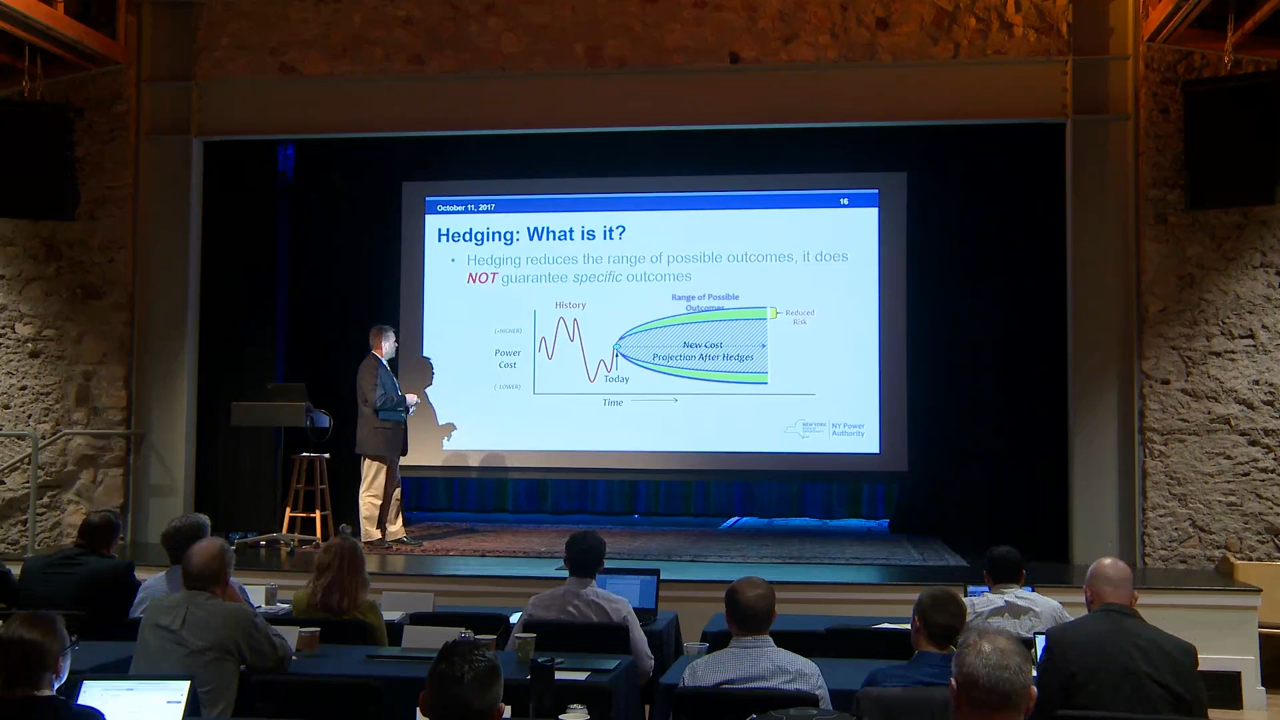 October 11, 2017
16
Hedging: What is it?
• Hedging reduces the range of possible outcomes, it does
NOT guarantee specific outcomes
History
Range of Possible
Outcomes
Reduced
Risk
(+HIGHER)
Power
Cost
(-LOWER)
New Cost
Projection After Hedges
Today
Time
NEW YORK
NY Power
Authority